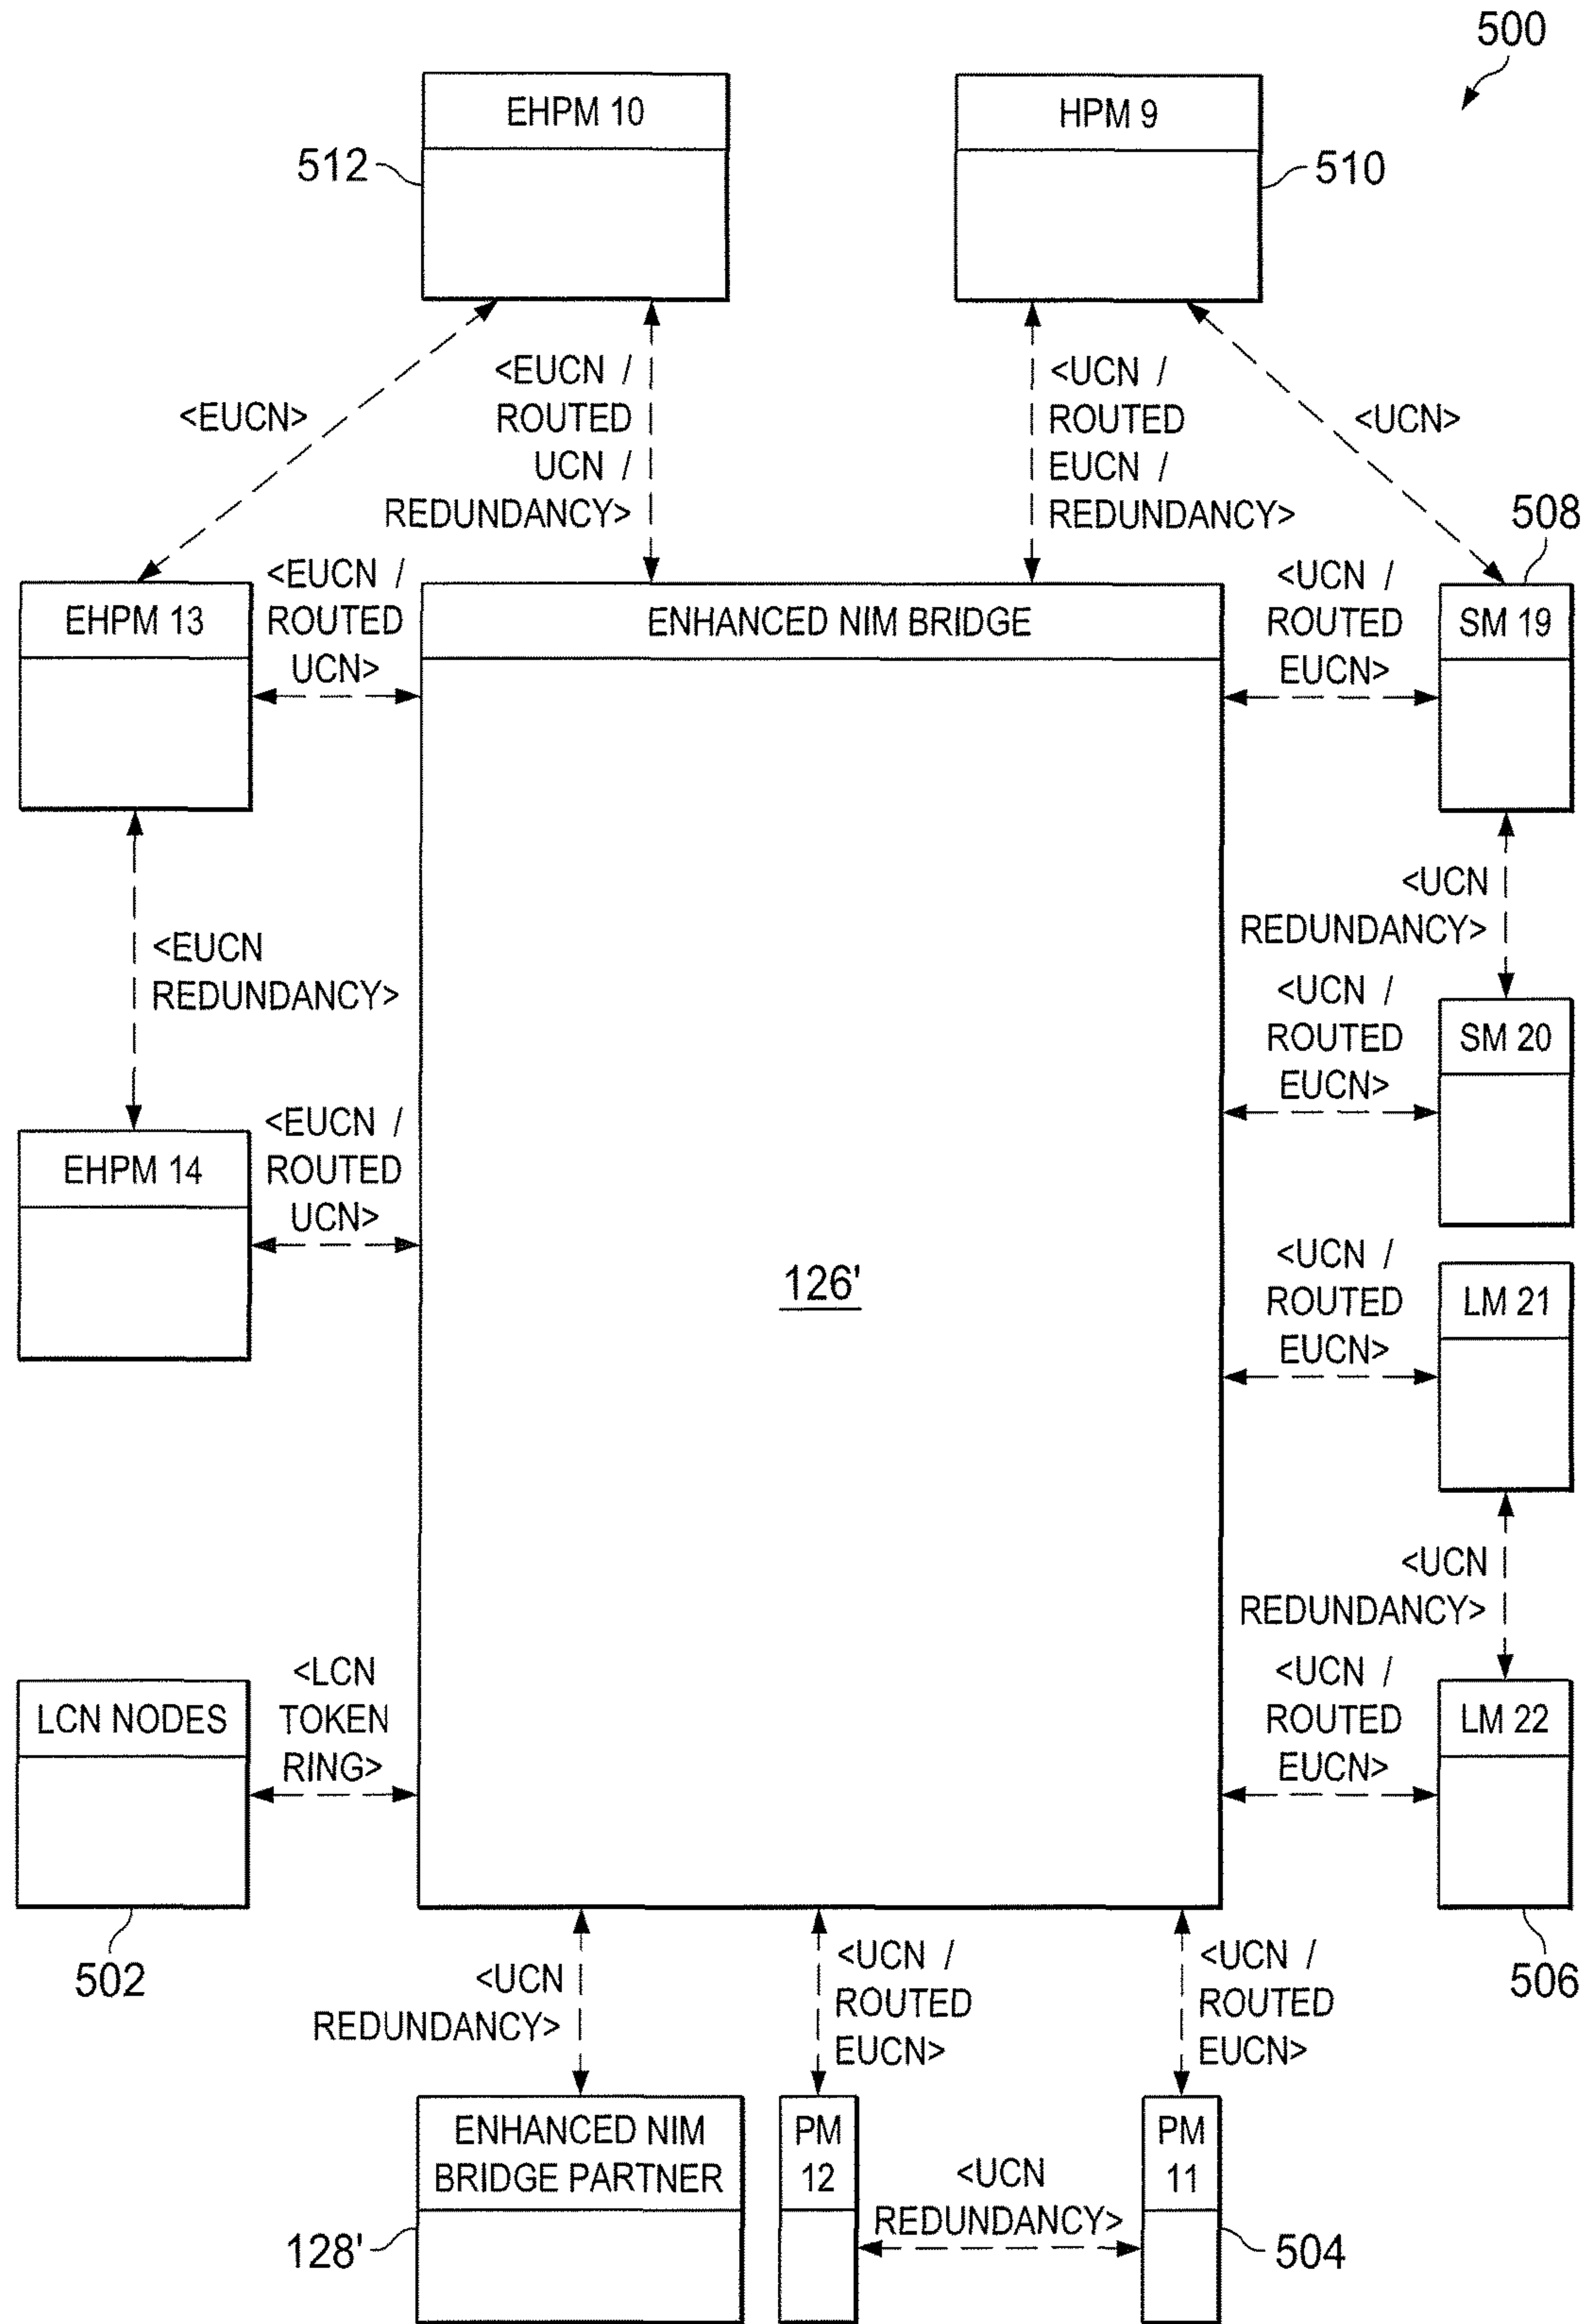 500
EHPM 10
HPM 9
512
510
<EUCN /
ROUTED
UCN /
REDUNDANCY>
<UCN /
ROUTED
EUCN /
REDUNDANCY>
<EUCN>
<UCN>
508
EHPM 13
<EUCN /
ROUTED
UCN>
ENHANCED NIM BRIDGE
<UCN /
ROUTED
EUCN>
SM 19
<EUCN
REDUNDANCY>
<UCN
REDUNDANCY>
<UCN /
ROUTED
EUCN>
SM 20
EHPM 14
<EUCN /
ROUTED
UCN>
126'
<UCN /
ROUTED
EUCN>
LM 21
<UCN
REDUNDANCY>
LCN NODES
<LCN
TOKEN
RING>
<UCN /
ROUTED
EUCN>
LM 22
502
506
<UCN
REDUNDANCY>
<UCN /
ROUTED
EUCN>
<UCN /
ROUTED
EUCN>
ENHANCED NIM
BRIDGE PARTNER
PM
12
<UCN
REDUNDANCY>
PM
11
128'
504